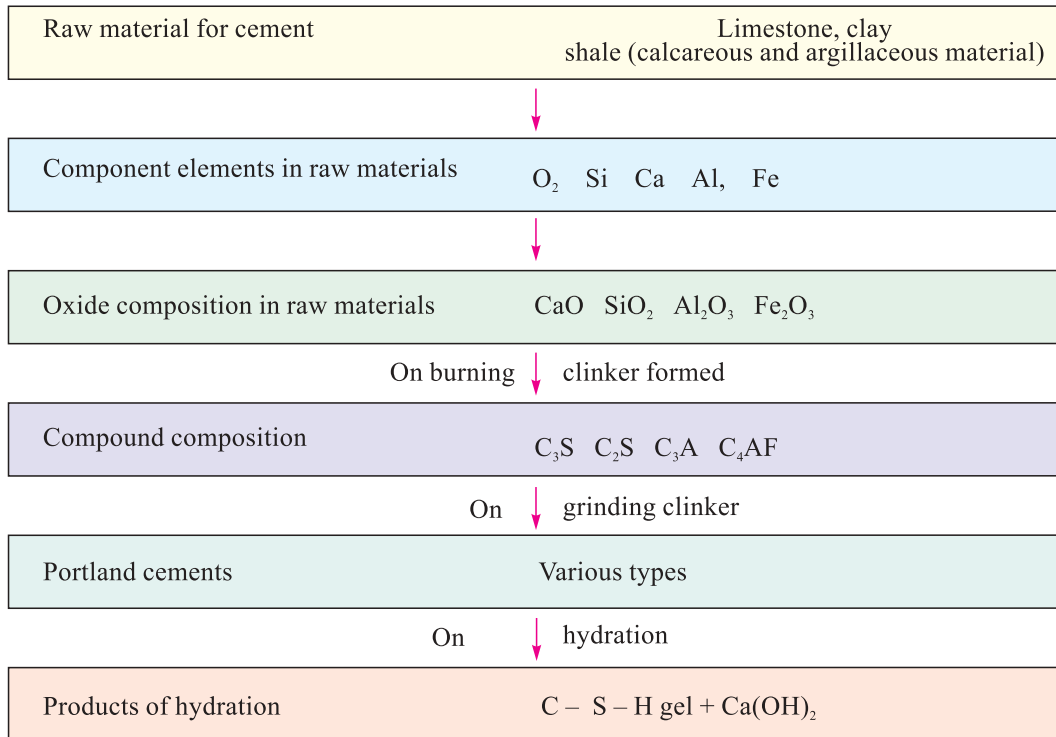 Raw material for cement Limestone, clay
shale (calcareous and argillaceous material)
Component elements in raw materials O₂ Si Ca Al, Fe
Oxide composition in raw materials CaO SiO₂ Al₂O₃ Fe₂O₃
On burning clinker formed
Compound composition C₃S C₂S C₃A C₄AF
On grinding clinker
Portland cements Various types
On hydration
Products of hydration C – S – H gel + Ca(OH)₂